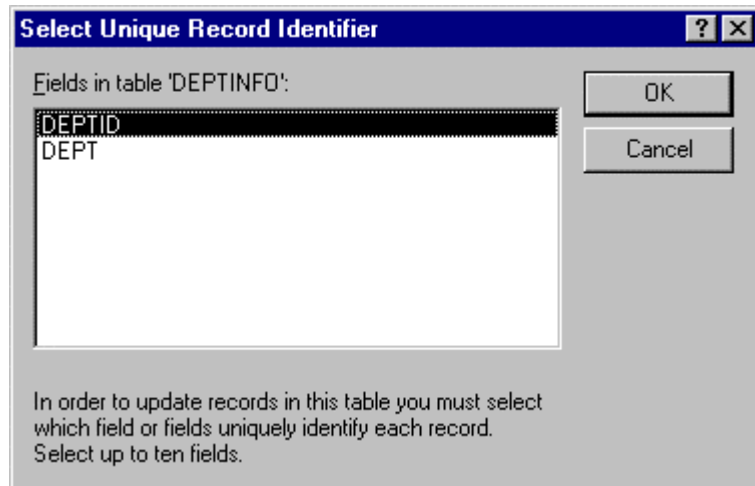 Select Unique Record Identifier
Fields in table 'DEPTINFO':
OK
DEPTID
DEPT
Cancel
In order to update records in this table you must select
which field or fields uniquely identify each record.
Select up to ten fields.